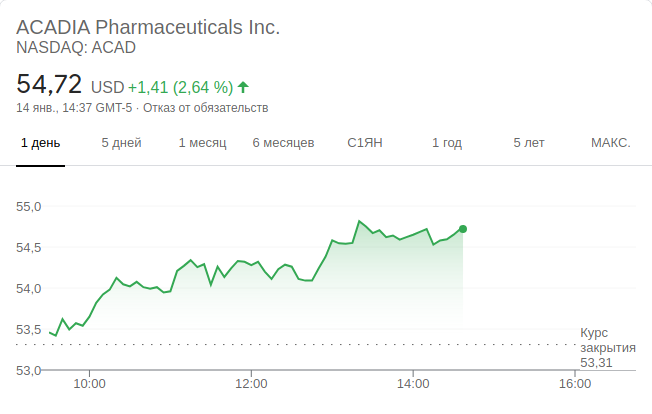 ACADIA Pharmaceuticals Inc.
NASDAQ: ACAD
54,72 USD +1,41 (2,64 %)
14 янв., 14:37 GMT-5 · Отказ от обязательств
1 день 5 дней 1 месяц 6 месяцев С1ЯН 1 год 5 лет МАКС.
55,0
54,5
54,0
53,5
Курс
закрытия
53,31
53,0
10:00 12:00 14:00 16:00